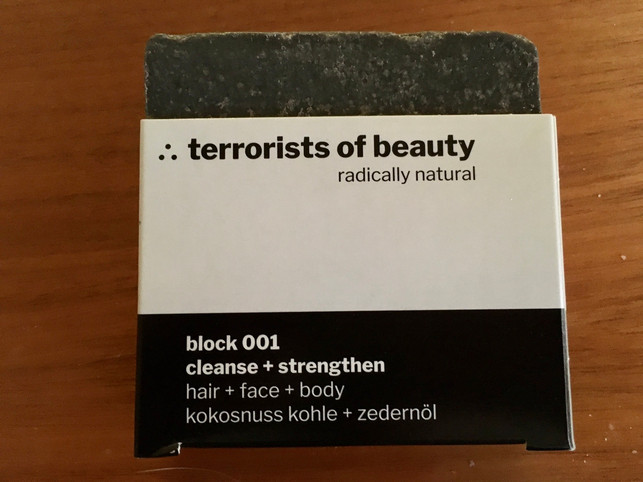 ∴ terrorists of beauty
radically natural
block 001
cleanse + strengthen
hair + face + body
kokosnuss kohle + zedernöl